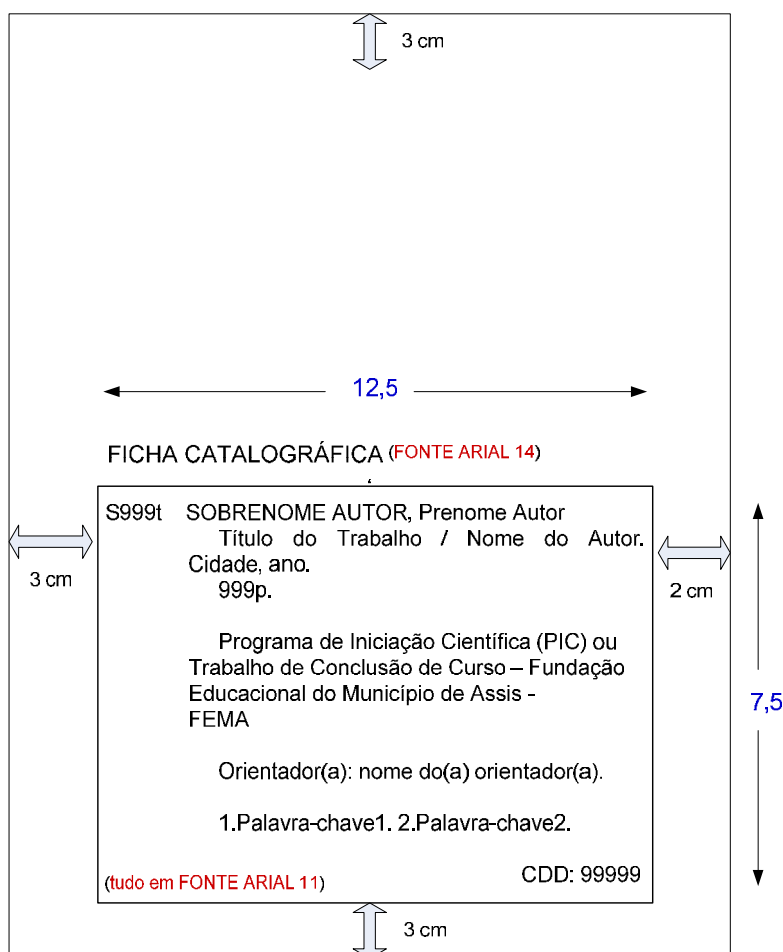 3 cm
12,5
FICHA CATALOGRÁFICA (FONTE ARIAL 14)
S999t SOBRENOME AUTOR, Prenome Autor
Título do Trabalho / Nome do Autor.
Cidade, ano.
999p.
3 cm
2 cm
Programa de Iniciação Científica (PIC) ou
Trabalho de Conclusão de Curso – Fundação
Educacional do Município de Assis -
FEMA
7,5
Orientador(a): nome do(a) orientador(a).
1.Palavra-chave1. 2.Palavra-chave2.
CDD: 99999
(tudo em FONTE ARIAL 11)
3 cm